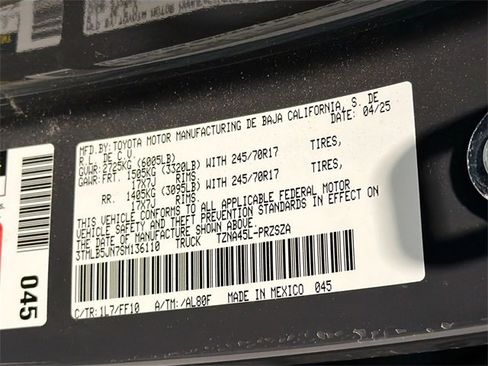 MFD.BY: TOYOTA MOTOR MANUFACTURING DE BAJA CALIFORNIA, S. DE
R.L. DE C.V. DATE: 04/25
GVWR: 2725KG (6005LB)
GAWR: FRT. 1505KG (3320LB) WITH 245/70R17 TIRES,
17X7J RIMS
RR. 1405KG (3095LB) WITH 245/70R17 TIRES,
17X7J RIMS
THIS VEHICLE CONFORMS TO ALL APPLICABLE FEDERAL MOTOR
VEHICLE SAFETY AND THEFT PREVENTION STANDARDS IN EFFECT ON
THE DATE OF MANUFACTURE SHOWN ABOVE.
3TMLB5JN7SM136110 TRUCK TZNA45L-PRZSZA
C/TR: 1L7/FF10 A/TM: /AL80F MADE IN MEXICO 045
045